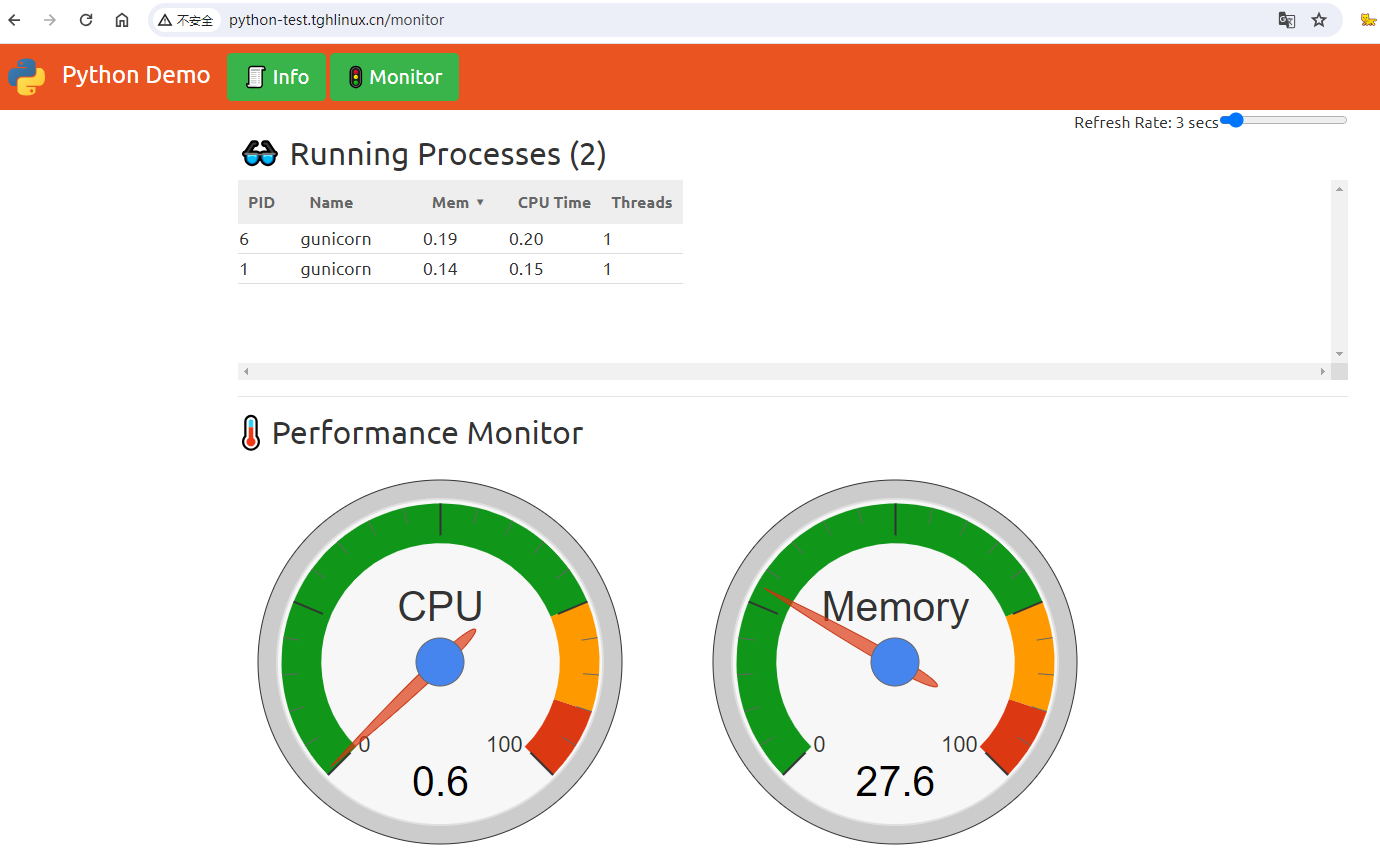 不安全 python-test.tghlinux.cn/monitor
Python Demo Info Monitor
Refresh Rate: 3 secs
Running Processes (2)
PID Name Mem ▼ CPU Time Threads
6 gunicorn 0.19 0.20 1
1 gunicorn 0.14 0.15 1
Performance Monitor
CPU Memory
0 100 0 100
0.6 27.6